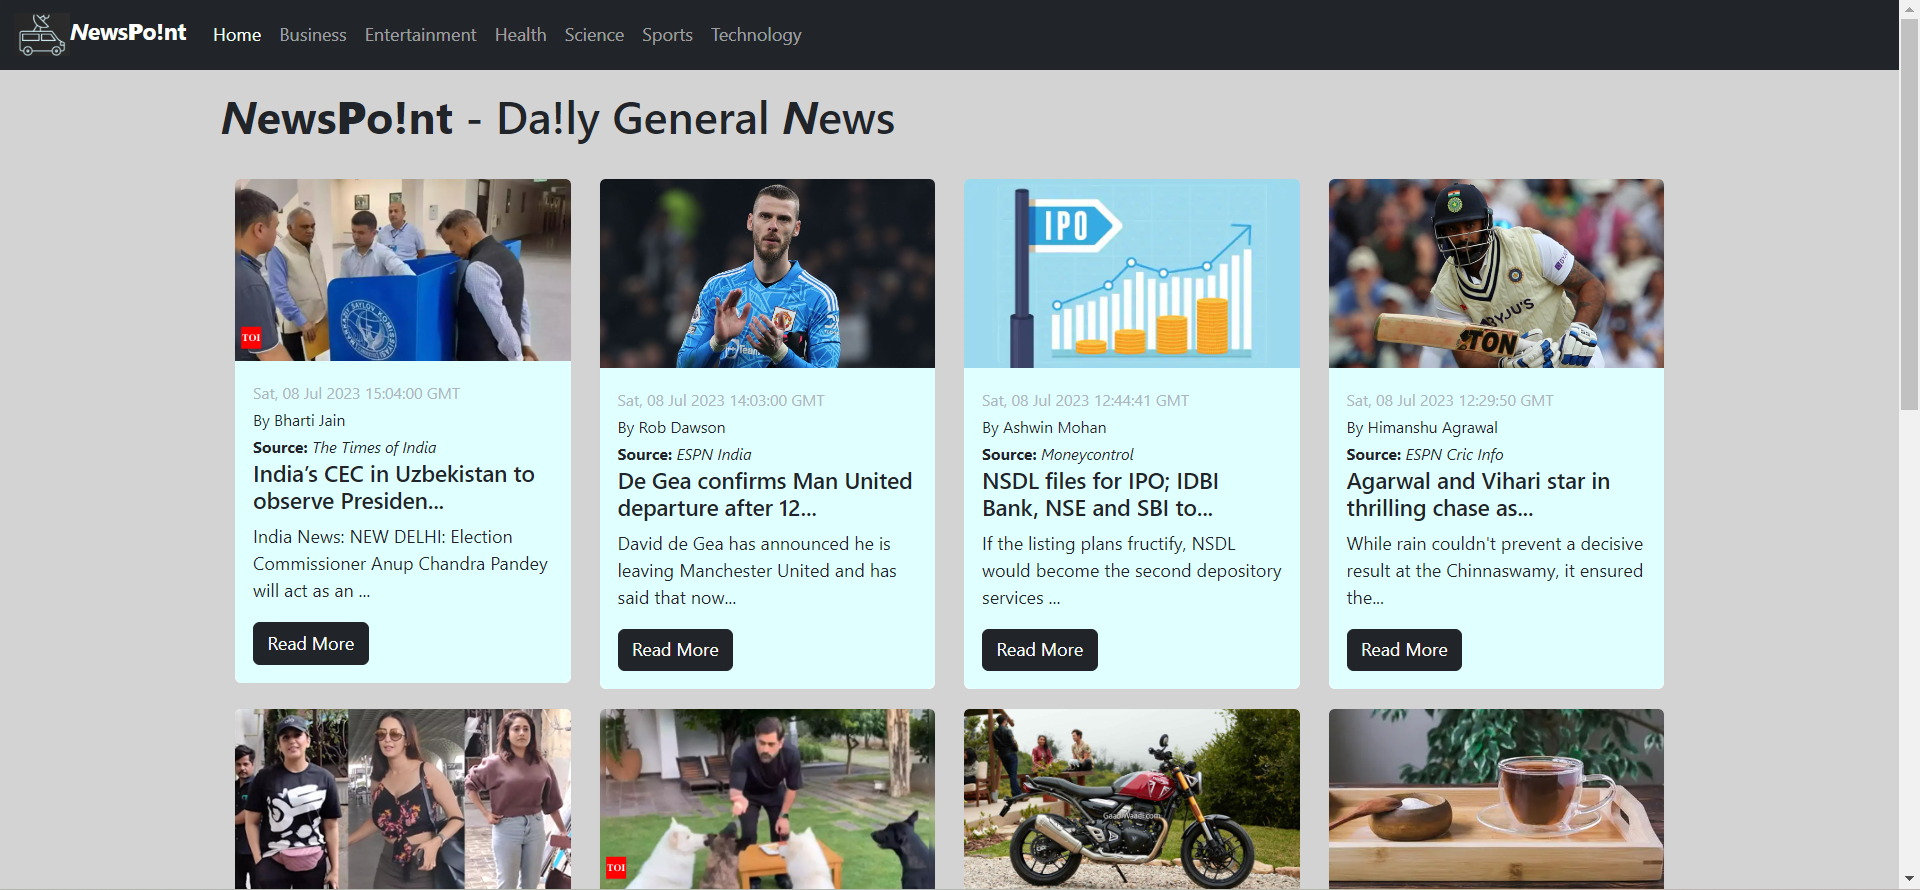 NewsPo!nt
Home Business Entertainment Health Science Sports Technology
NewsPo!nt - Da!ly General News
TOI
Sat, 08 Jul 2023 15:04:00 GMT
By Bharti Jain
Source: The Times of India
India’s CEC in Uzbekistan to
observe Presiden...
India News: NEW DELHI: Election
Commissioner Anup Chandra Pandey
will act as an ...
Read More
Team
Sat, 08 Jul 2023 14:03:00 GMT
By Rob Dawson
Source: ESPN India
De Gea confirms Man United
departure after 12...
David de Gea has announced he is
leaving Manchester United and has
said that now...
Read More
IPO
Sat, 08 Jul 2023 12:44:41 GMT
By Ashwin Mohan
Source: Moneycontrol
NSDL files for IPO; IDBI
Bank, NSE and SBI to...
If the listing plans fructify, NSDL
would become the second depository
services ...
Read More
BYJU'S
TON
Sat, 08 Jul 2023 12:29:50 GMT
By Himanshu Agrawal
Source: ESPN Cric Info
Agarwal and Vihari star in
thrilling chase as...
While rain couldn't prevent a decisive
result at the Chinnaswamy, it ensured
the...
Read More
TOI
GaadiWaadi.com